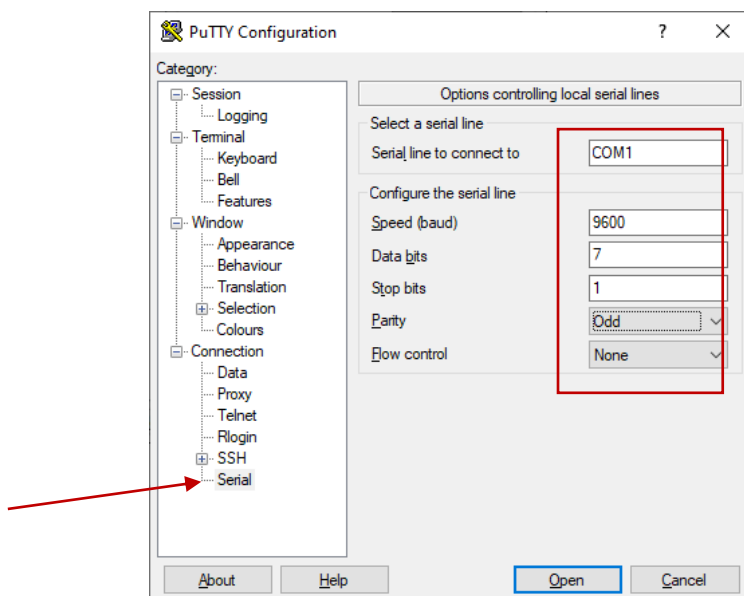 PuTTY Configuration ? ×
Category:
Session
Logging
Terminal
Keyboard
Bell
Features
Window
Appearance
Behaviour
Translation
Selection
Colours
Connection
Data
Proxy
Telnet
Rlogin
SSH
Serial
Options controlling local serial lines
Select a serial line
Serial line to connect to COM1
Configure the serial line
Speed (baud) 9600
Data bits 7
Stop bits 1
Parity Odd
Flow control None
About Help Open Cancel